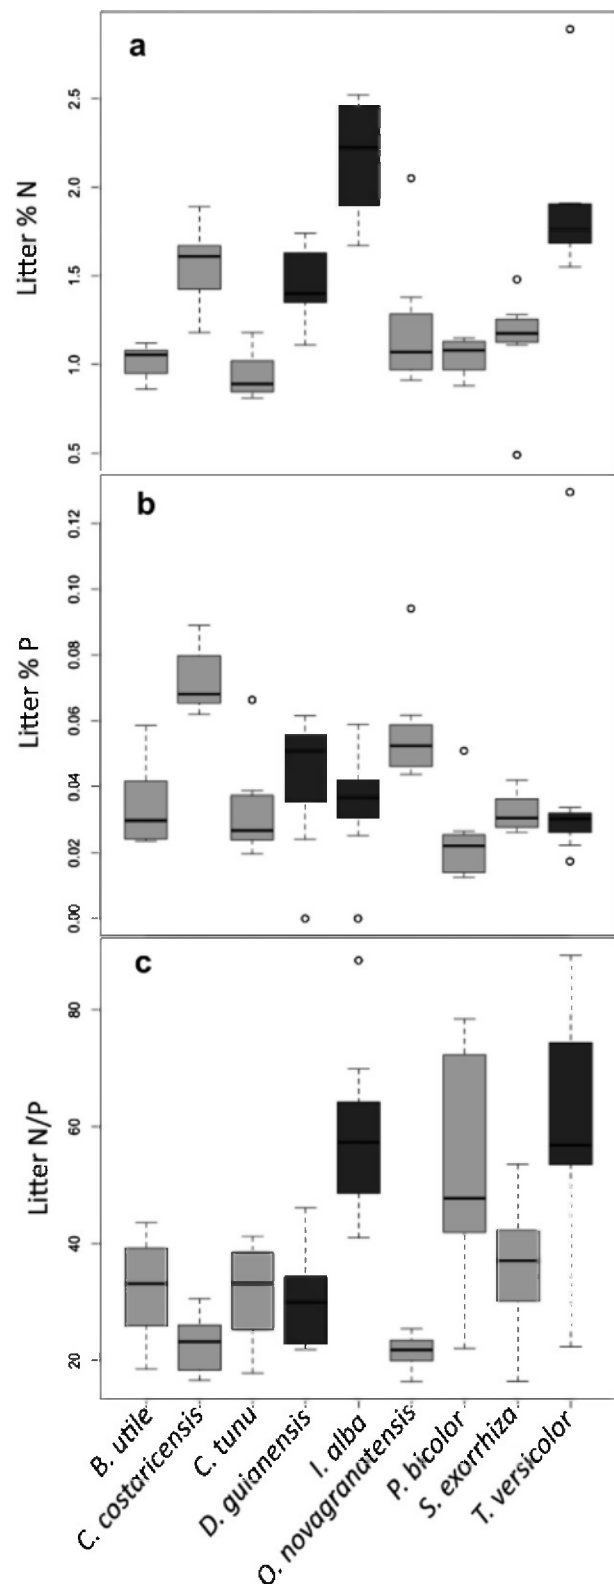 a
Litter % N
2.5
2.0
1.5
1.0
0.5
b
Litter % P
0.12
0.10
0.08
0.06
0.04
0.02
0.00
c
Litter N/P
80
60
40
20
B. utile
C. costaricensis
C. tunu
D. guianensis
I. alba
O. novagranatensis
P. bicolor
S. exorrhiza
T. versicolor